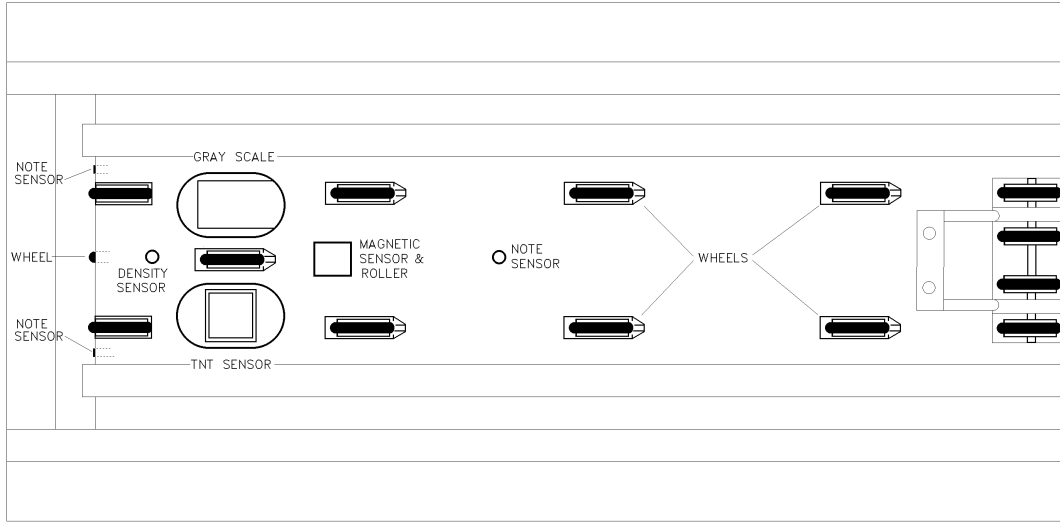 GRAY SCALE
NOTE
SENSOR
WHEEL
DENSITY
SENSOR
MAGNETIC
SENSOR &
ROLLER
NOTE
SENSOR
WHEELS
NOTE
SENSOR
TNT SENSOR